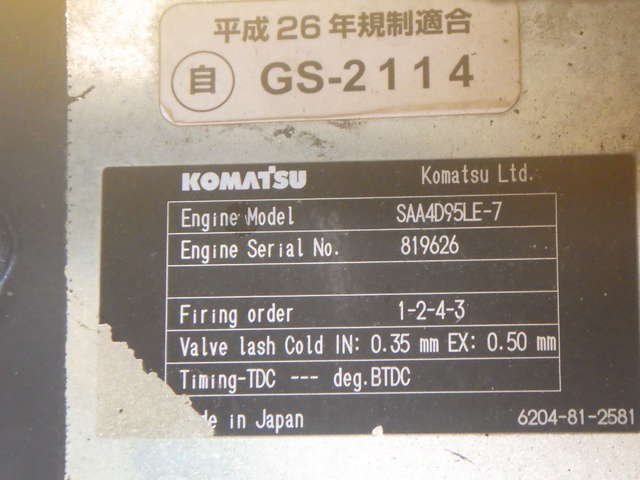 平成26年規制適合
自 GS-2114
KOMATSU Komatsu Ltd.
Engine Model SAA4D95LE-7
Engine Serial No. 819626
Firing order 1-2-4-3
Valve lash Cold IN: 0.35 mm EX: 0.50 mm
Timing-TDC --- deg.BTDC
in Japan 6204-81-2581